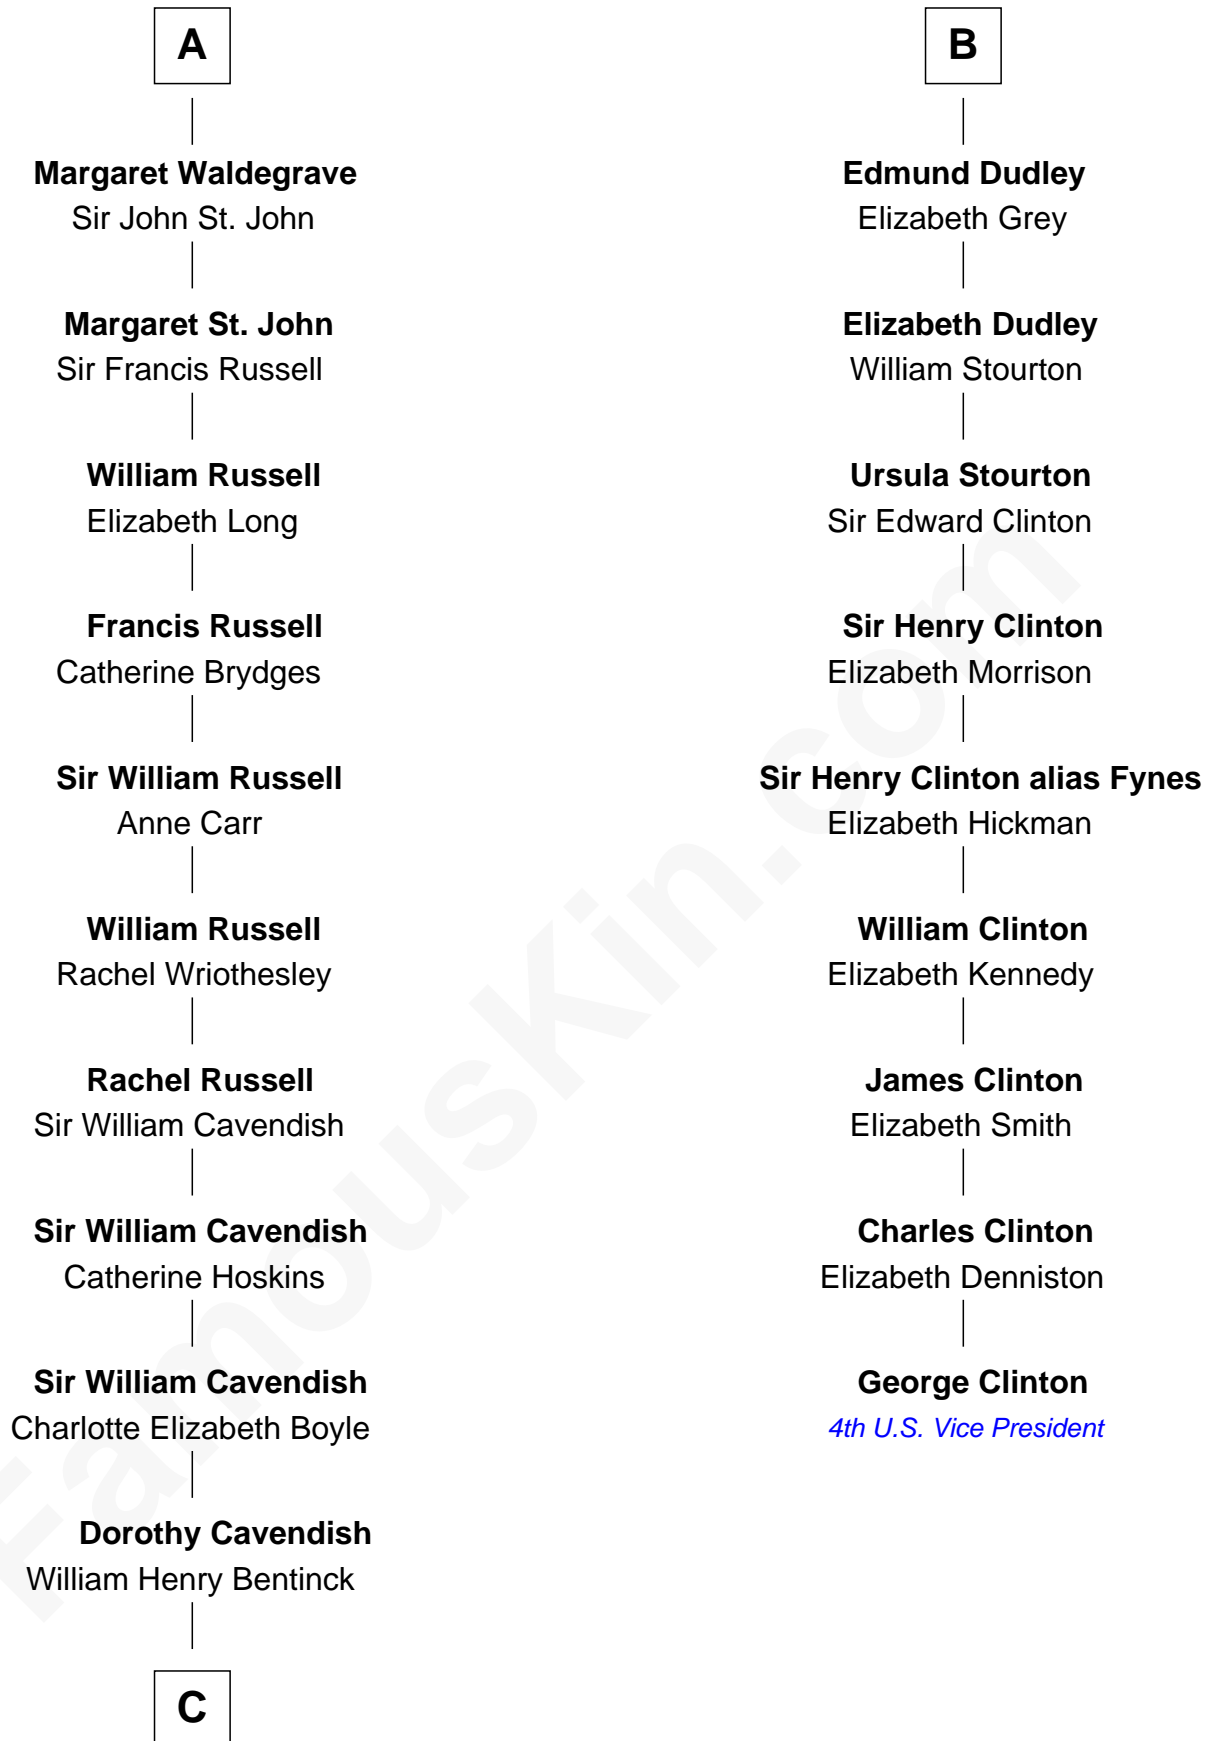 A
Margaret Waldegrave
Sir John St. John
Margaret St. John
Sir Francis Russell
William Russell
Elizabeth Long
Francis Russell
Catherine Brydges
Sir William Russell
Anne Carr
William Russell
Rachel Wriothesley
Rachel Russell
Sir William Cavendish
Sir William Cavendish
Catherine Hoskins
Sir William Cavendish
Charlotte Elizabeth Boyle
Dorothy Cavendish
William Henry Bentinck
C
B
Edmund Dudley
Elizabeth Grey
Elizabeth Dudley
William Stourton
Ursula Stourton
Sir Edward Clinton
Sir Henry Clinton
Elizabeth Morrison
Sir Henry Clinton alias Fynes
Elizabeth Hickman
William Clinton
Elizabeth Kennedy
James Clinton
Elizabeth Smith
Charles Clinton
Elizabeth Denniston
George Clinton
4th U.S. Vice President
FamousKin.com